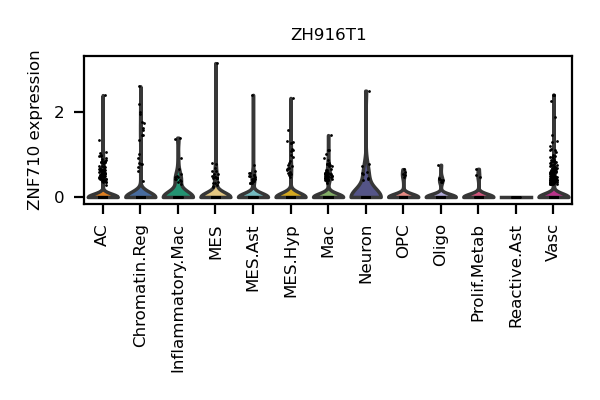 ZH916T1
ZNF710 expression
2
0
AC
Chromatin.Reg
Inflammatory.Mac
MES
MES.Ast
MES.Hyp
Mac
Neuron
OPC
Oligo
Prolif.Metab
Reactive.Ast
Vasc